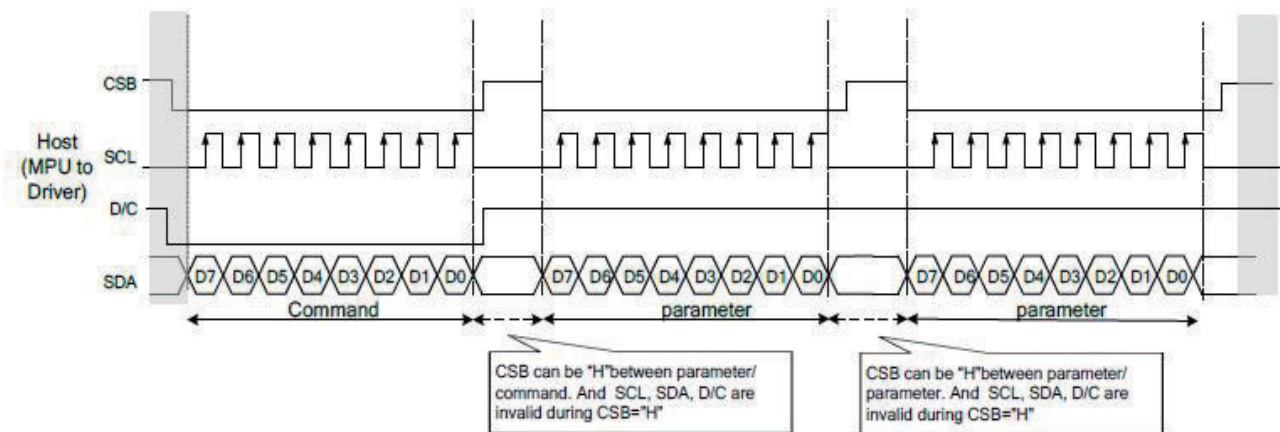 CSB
Host
(MPU to
Driver)
SCL
D/C
SDA
D7 D6 D5 D4 D3 D2 D1 D0
D7 D6 D5 D4 D3 D2 D1 D0
D7 D6 D5 D4 D3 D2 D1 D0
Command
parameter
parameter
CSB can be "H"between parameter/
command. And SCL, SDA, D/C are
invalid during CSB="H"
CSB can be "H"between parameter/
parameter. And SCL, SDA, D/C are
invalid during CSB="H"